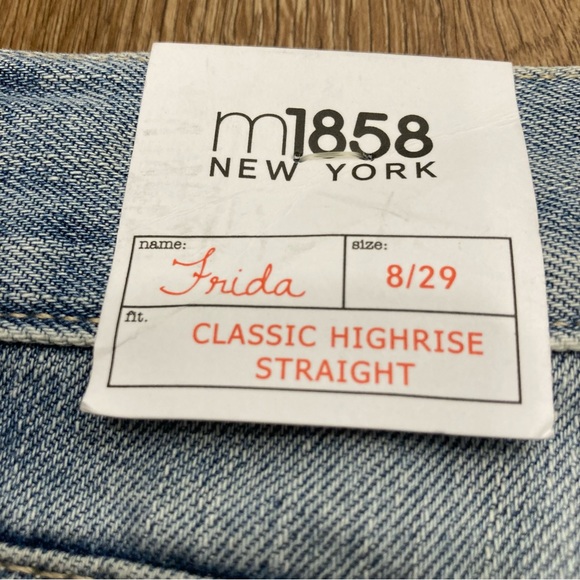 m1858
NEW YORK
name:
Frida
size:
8/29
fit.
CLASSIC HIGHRISE
STRAIGHT